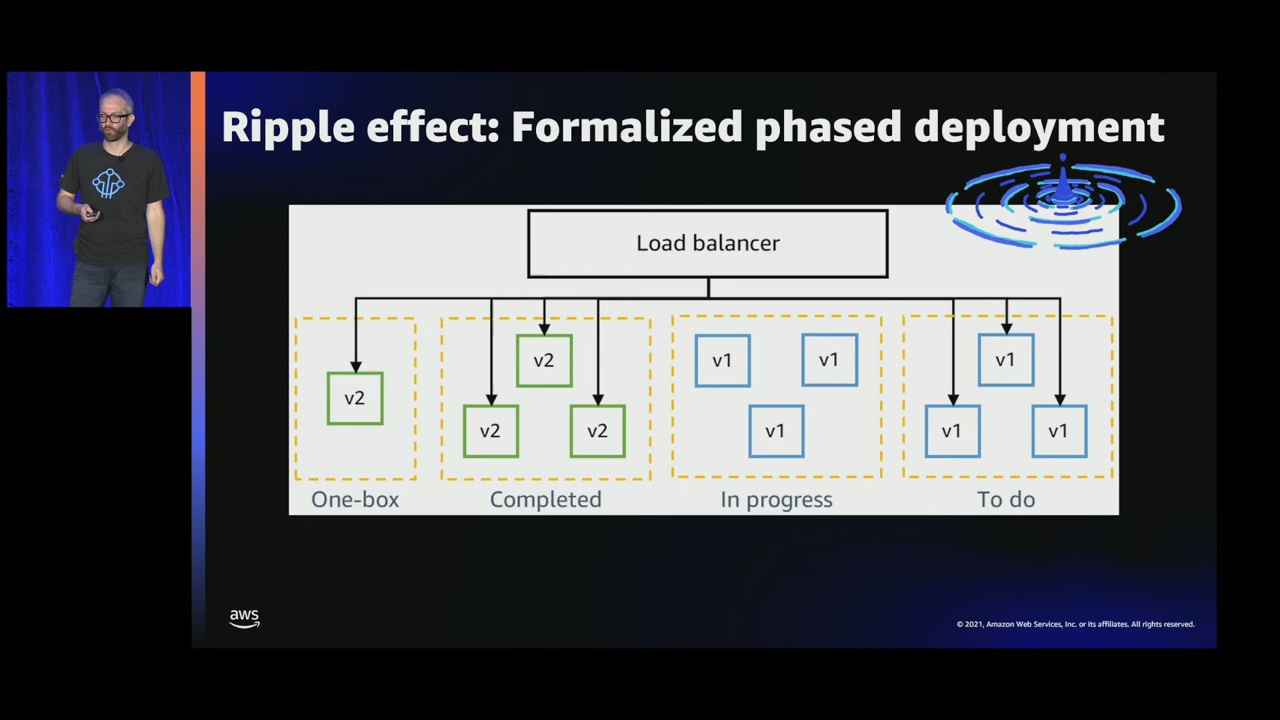 Ripple effect: Formalized phased deployment
Load balancer
v2
v2
v2
v2
v1
v1
v1
v1
v1
v1
One-box
Completed
In progress
To do
aws
© 2021, Amazon Web Services, Inc. or its affiliates. All rights reserved.